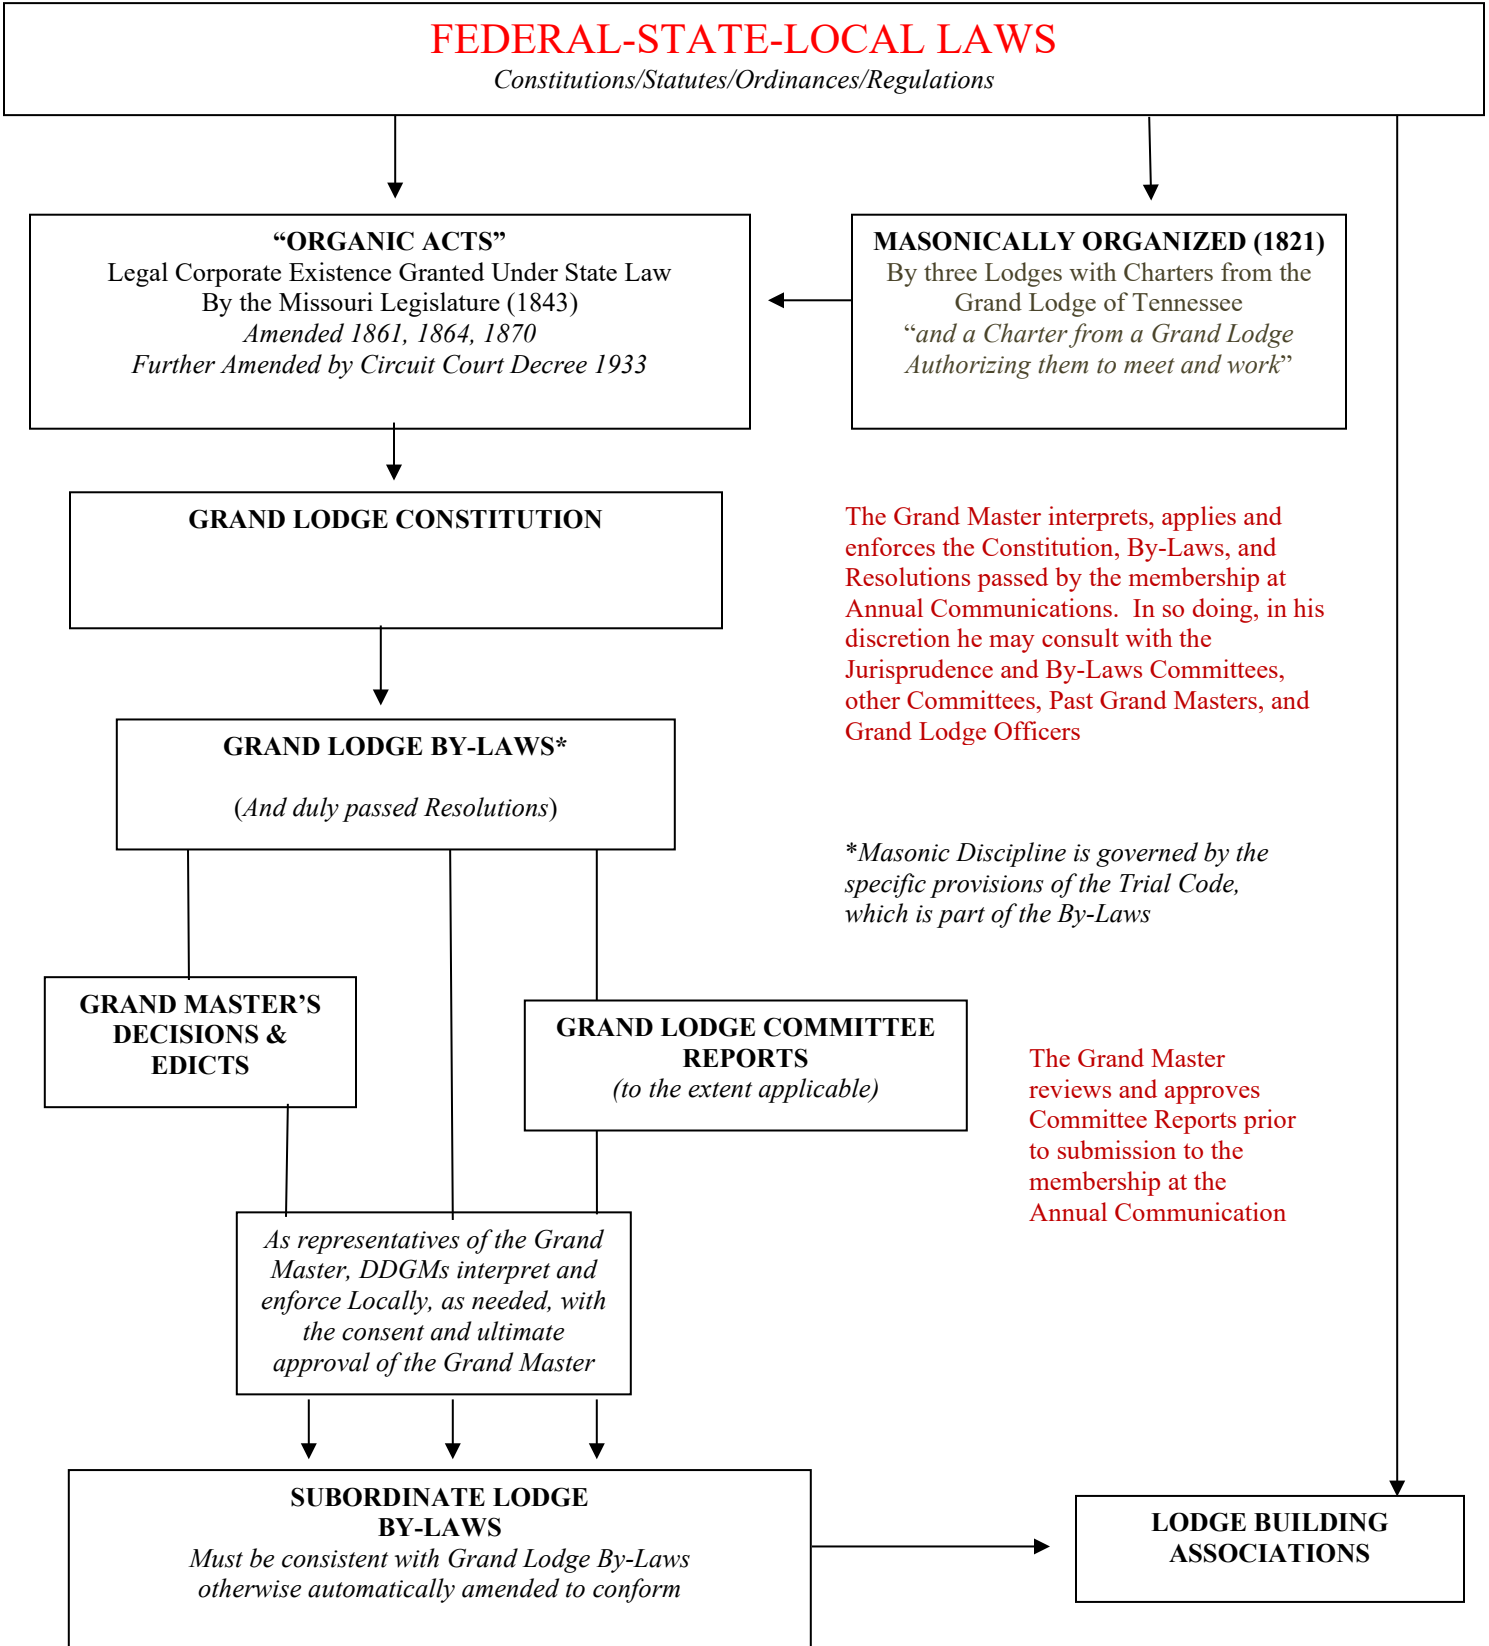 FEDERAL-STATE-LOCAL LAWS
Constitutions/Statutes/Ordinances/Regulations
“ORGANIC ACTS”
Legal Corporate Existence Granted Under State Law
By the Missouri Legislature (1843)
Amended 1861, 1864, 1870
Further Amended by Circuit Court Decree 1933
MASONICALLY ORGANIZED (1821)
By three Lodges with Charters from the
Grand Lodge of Tennessee
“and a Charter from a Grand Lodge
Authorizing them to meet and work”
GRAND LODGE CONSTITUTION
The Grand Master interprets, applies and
enforces the Constitution, By-Laws, and
Resolutions passed by the membership at
Annual Communications.  In so doing, in his
discretion he may consult with the
Jurisprudence and By-Laws Committees,
other Committees, Past Grand Masters, and
Grand Lodge Officers
GRAND LODGE BY-LAWS*
(And duly passed Resolutions)
*Masonic Discipline is governed by the
specific provisions of the Trial Code,
which is part of the By-Laws
GRAND MASTER’S
DECISIONS &
EDICTS
GRAND LODGE COMMITTEE
REPORTS
(to the extent applicable)
The Grand Master
reviews and approves
Committee Reports prior
to submission to the
membership at the
Annual Communication
As representatives of the Grand
Master, DDGMs interpret and
enforce Locally, as needed, with
the consent and ultimate
approval of the Grand Master
SUBORDINATE LODGE
BY-LAWS
Must be consistent with Grand Lodge By-Laws
otherwise automatically amended to conform
LODGE BUILDING
ASSOCIATIONS